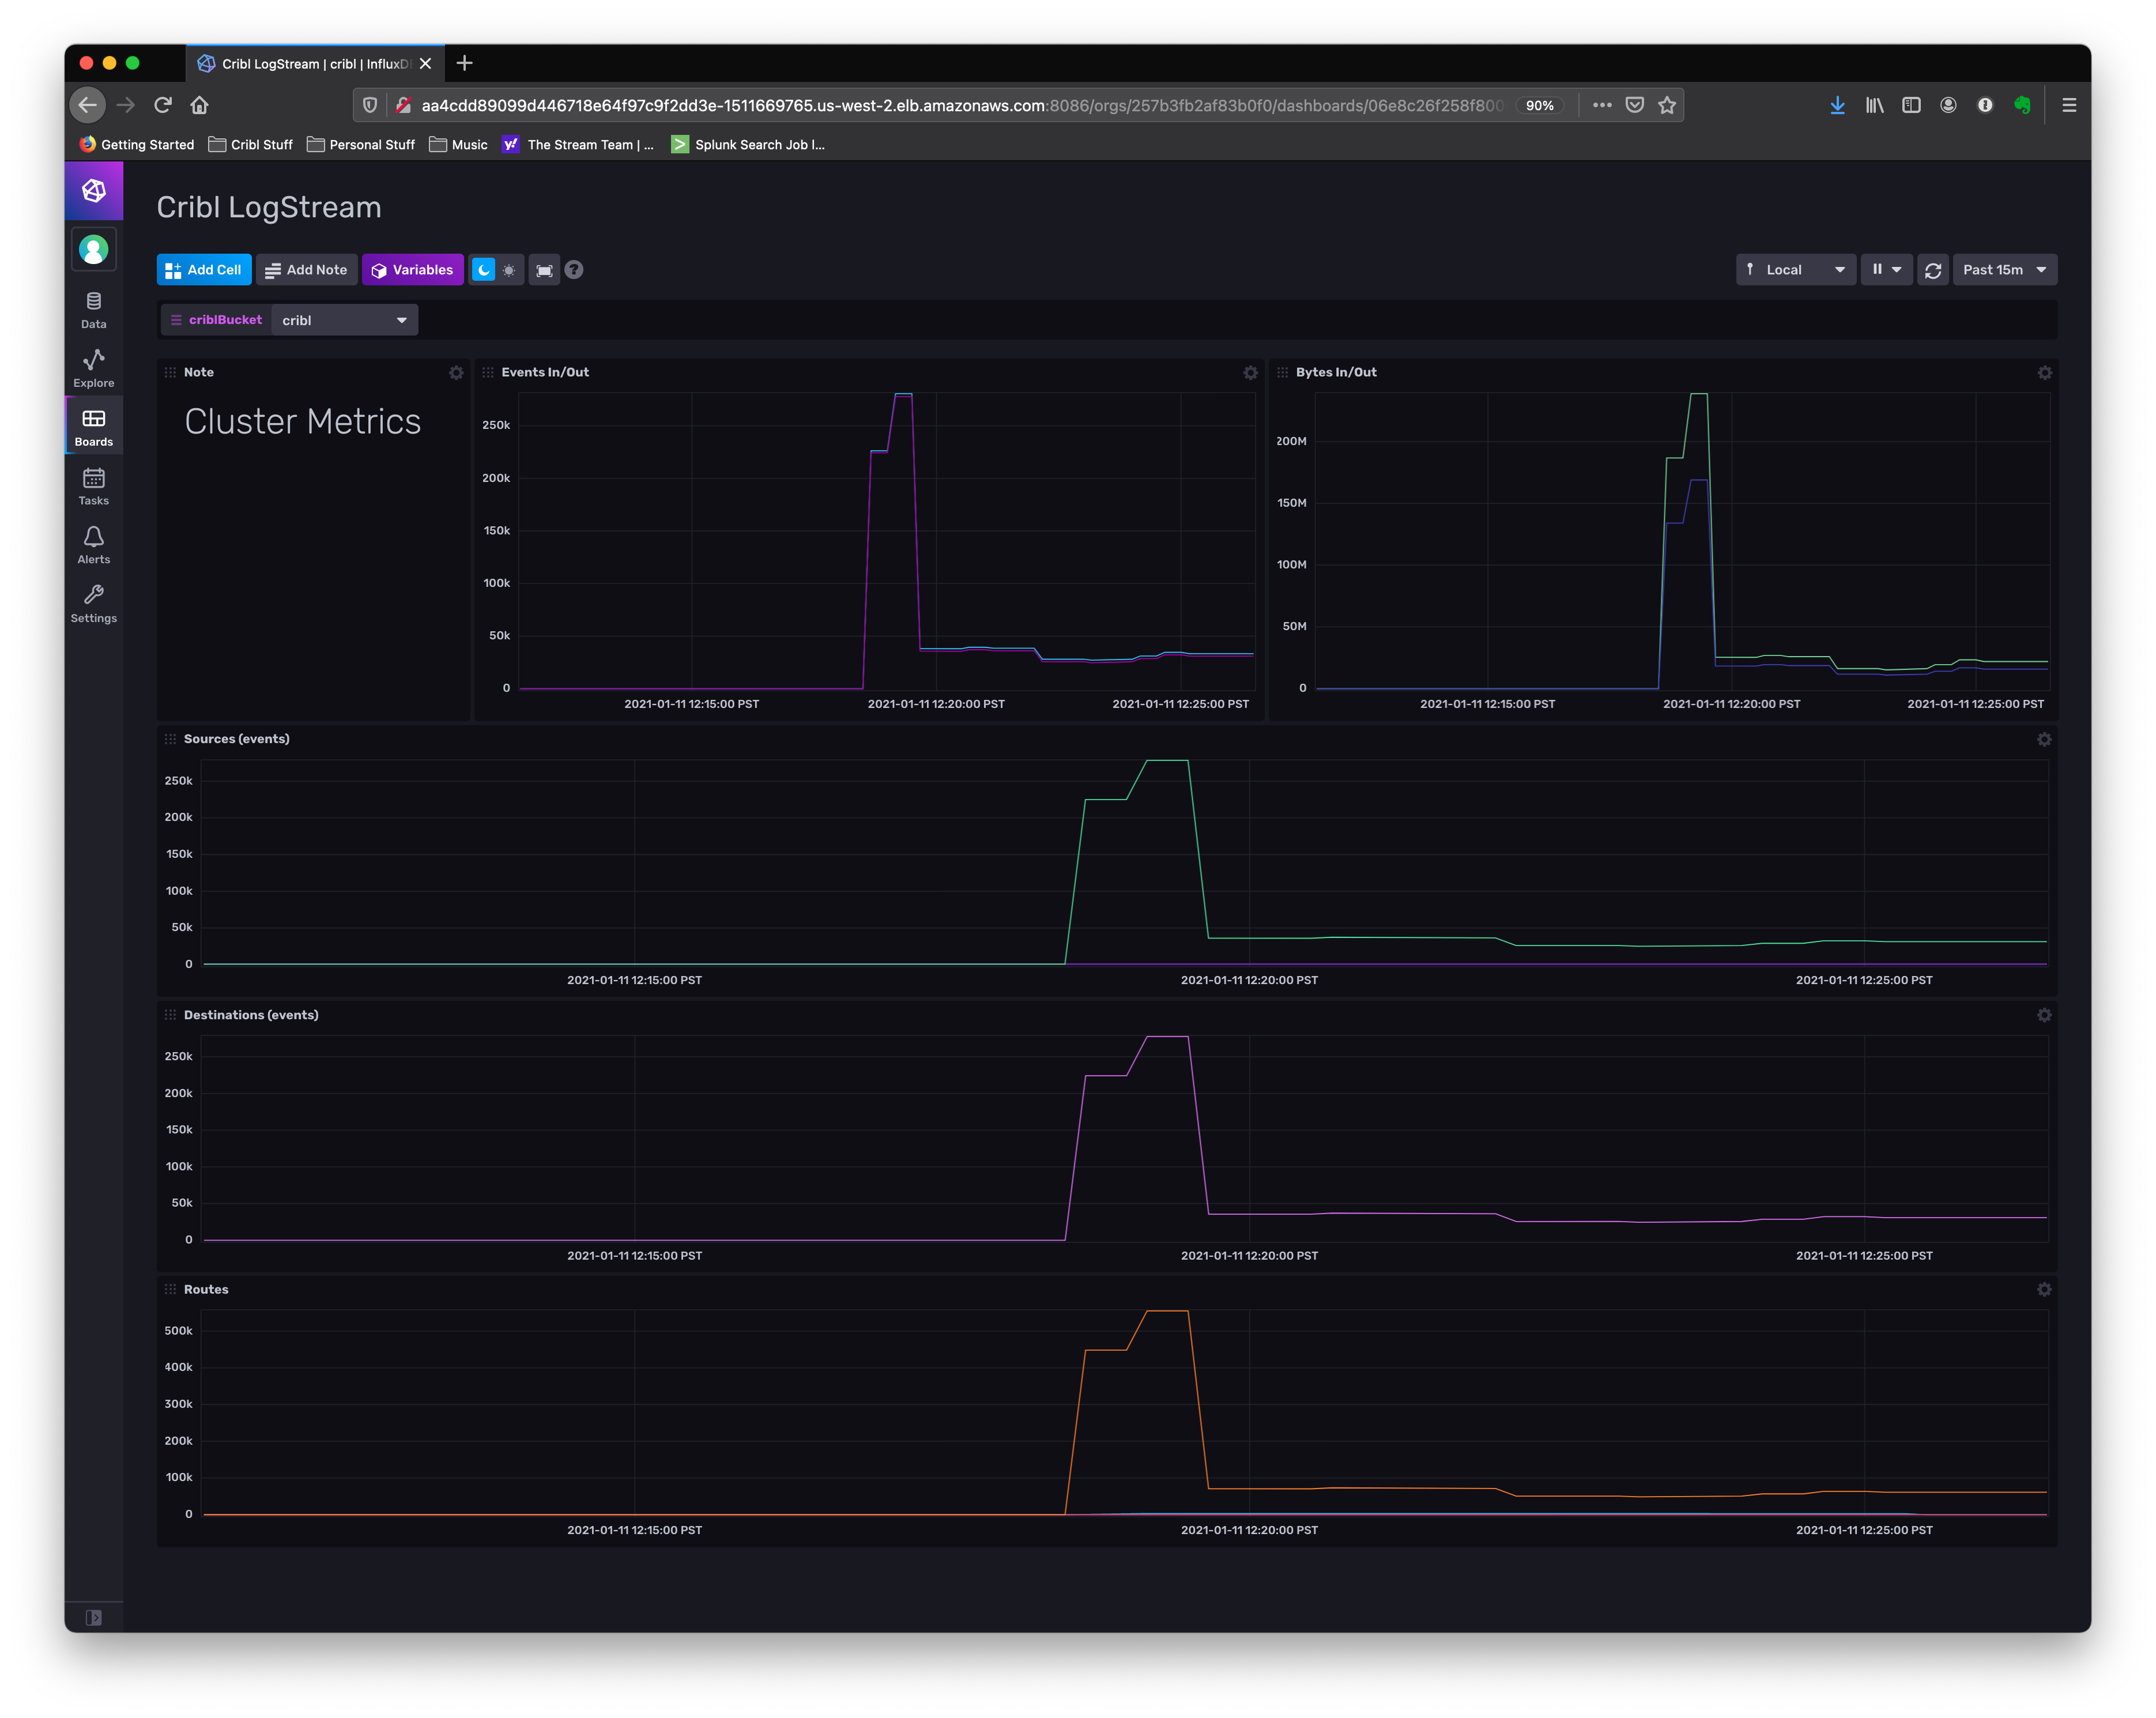 Cribl LogStream | cribl | InfluxD
aa4cdd89099d446718e64f97c9f2dd3e-1511669765.us-west-2.elb.amazonaws.com:8086/orgs/257b3fb2af83b0f0/dashboards/06e8c26f258f800 90%
Getting Started Cribl Stuff Personal Stuff Music The Stream Team | ... Splunk Search Job I...
Cribl LogStream
Add Cell Add Note Variables ? Local Past 15m
criblBucket cribl
Data
Explore
Boards
Tasks
Alerts
Settings
Note
Cluster Metrics
Events In/Out
250k
200k
150k
100k
50k
0
2021-01-11 12:15:00 PST 2021-01-11 12:20:00 PST 2021-01-11 12:25:00 PST
Bytes In/Out
200M
150M
100M
50M
0
2021-01-11 12:15:00 PST 2021-01-11 12:20:00 PST 2021-01-11 12:25:00 PST
Sources (events)
250k
200k
150k
100k
50k
0
2021-01-11 12:15:00 PST 2021-01-11 12:20:00 PST 2021-01-11 12:25:00 PST
Destinations (events)
250k
200k
150k
100k
50k
0
2021-01-11 12:15:00 PST 2021-01-11 12:20:00 PST 2021-01-11 12:25:00 PST
Routes
500k
400k
300k
200k
100k
0
2021-01-11 12:15:00 PST 2021-01-11 12:20:00 PST 2021-01-11 12:25:00 PST